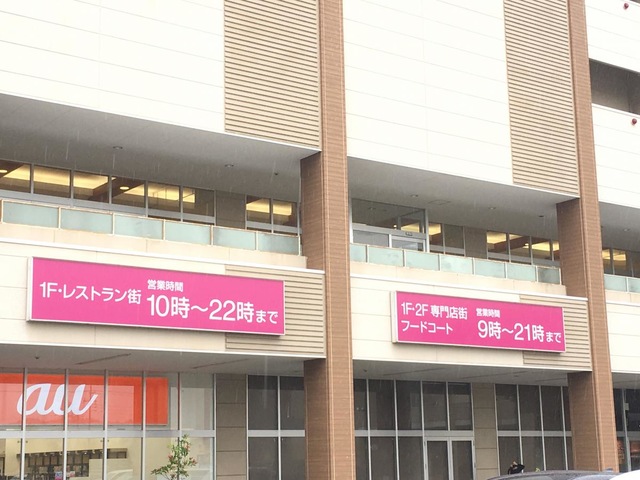 1F・レストラン街 営業時間 10時～22時まで
1F・2F 専門店街
フードコート
営業時間
9時～21時まで
au